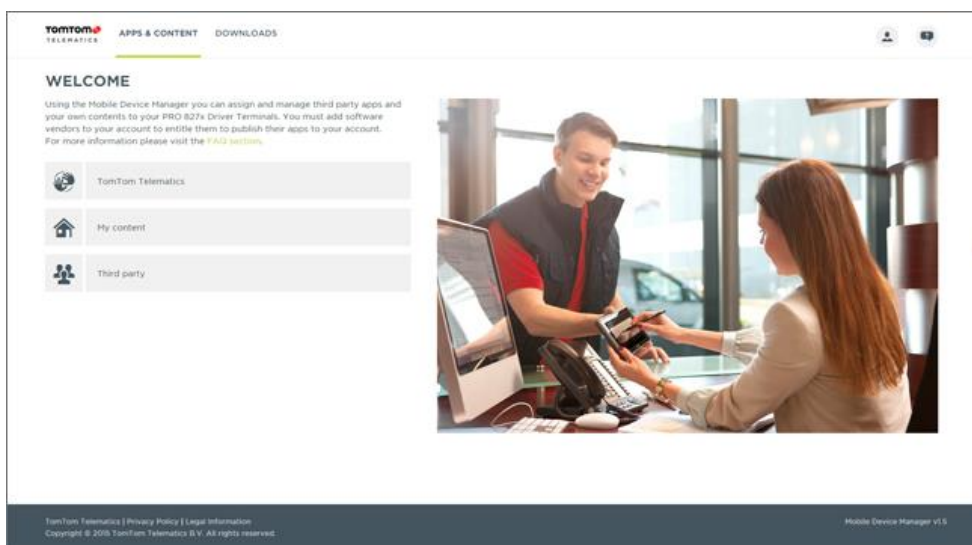 TOMTOM
TELEMATICS
APPS & CONTENT DOWNLOADS
WELCOME
Using the Mobile Device Manager you can assign and manage third party apps and
your own contents to your PRO 827x Driver Terminals. You must add software
vendors to your account to entitle them to publish their apps to your account.
For more information please visit the FAQ section.
TomTom Telematics
My content
Third party
TomTom Telematics | Privacy Policy | Legal Information
Copyright © 2015 TomTom Telematics B.V. All rights reserved.
Mobile Device Manager v1.5